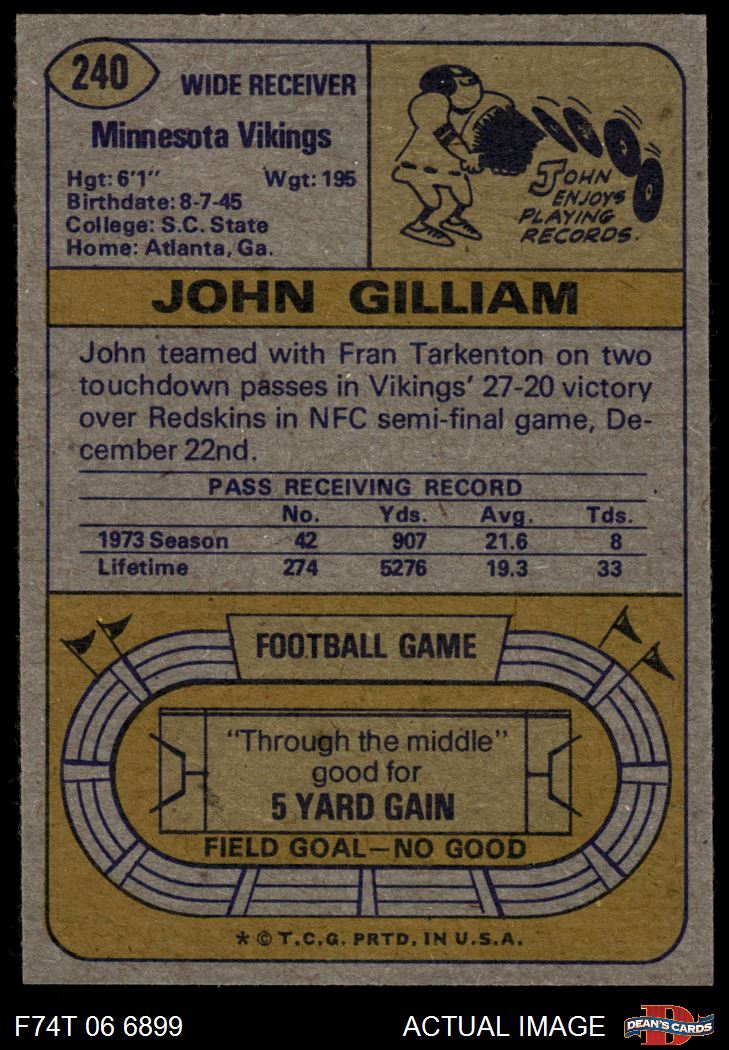 240
WIDE RECEIVER
Minnesota Vikings
Hgt: 6'1" Wgt: 195
Birthdate: 8-7-45
College: S.C. State
Home: Atlanta, Ga.
JOHN
ENJOYS
PLAYING
RECORDS.
JOHN GILLIAM
John teamed with Fran Tarkenton on two
touchdown passes in Vikings' 27-20 victory
over Redskins in NFC semi-final game, De-
cember 22nd.
PASS RECEIVING RECORD
No. Yds. Avg. Tds.
1973 Season 42 907 21.6 8
Lifetime 274 5276 19.3 33
FOOTBALL GAME
"Through the middle"
good for
5 YARD GAIN
FIELD GOAL—NO GOOD
* © T.C.G. PRTD. IN U.S.A.
F74T 06 6899 ACTUAL IMAGE
D
DEAN'S CARDS